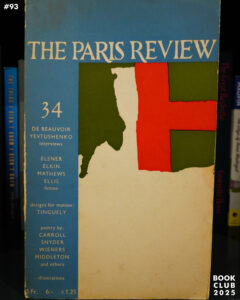 #93
THE PARIS REVIEW
34
DE BEAUVOIR
YEVTUSHENKO
interviews
ELSNER
ELKIN
MATHEWS
ELLIS
fiction
designs for motion:
TINGUELY
poetry by:
CARROLL
SNYDER
WIENERS
MIDDLETON
and others
illustrations
BOOK
CLUB
2025